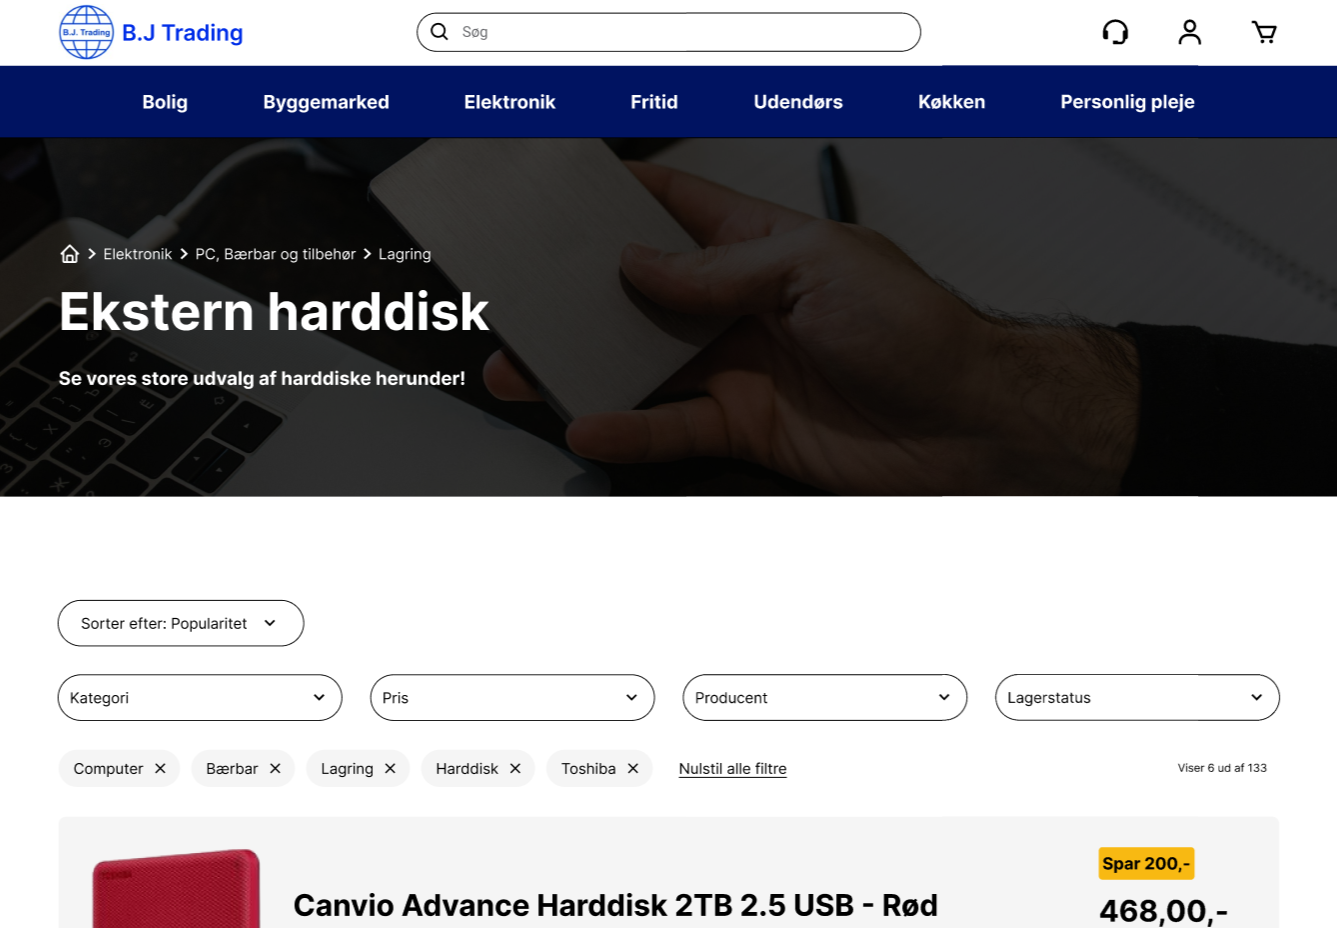 B.J. Trading
B.J Trading
Søg
Bolig
Byggemarked
Elektronik
Fritid
Udendørs
Køkken
Personlig pleje
Elektronik
PC, Bærbar og tilbehør
Lagring
Ekstern harddisk
Se vores store udvalg af harddiske herunder!
Sorter efter: Popularitet
Kategori
Pris
Producent
Lagerstatus
Computer
Bærbar
Lagring
Harddisk
Toshiba
Nulstil alle filtre
Viser 6 ud af 133
TOSHIBA
Spar 200,-
Canvio Advance Harddisk 2TB 2.5 USB - Rød
468,00,-